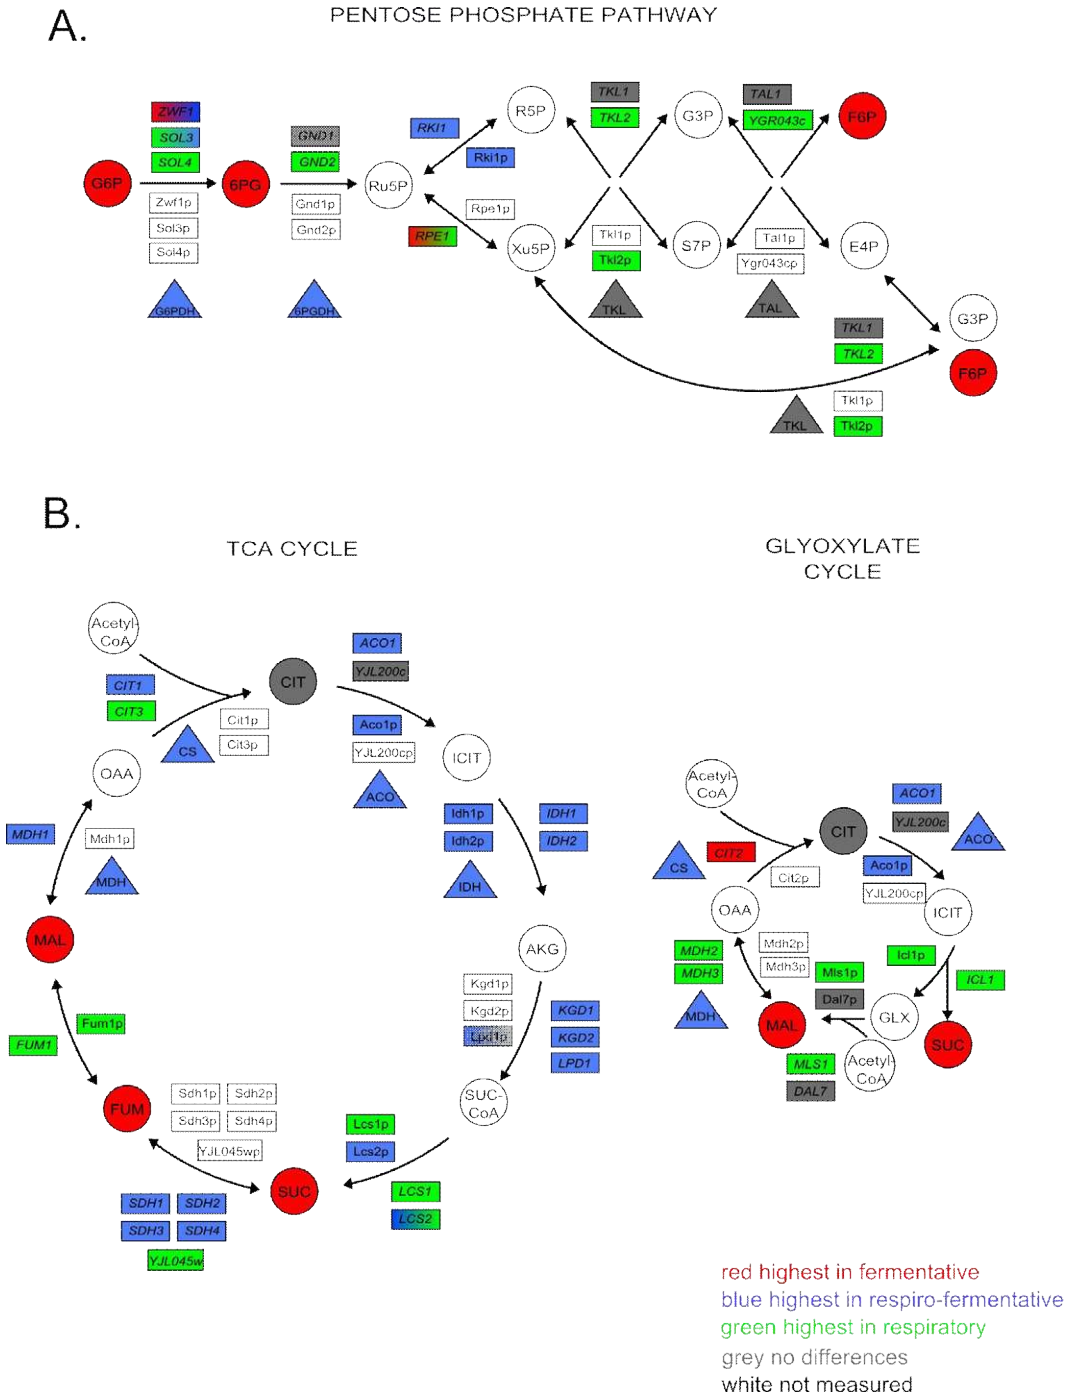 A.
PENTOSE PHOSPHATE PATHWAY
ZWF1
SOL3
SOL4
G6P
6PG
Zwf1p
Sol3p
Sol4p
G6PDH
GND1
GND2
Gnd1p
Gnd2p
6PGDH
Ru5P
RKI1
Rki1p
Rpe1p
RPE1
R5P
Xu5P
TKL1
TKL2
Tkl1p
Tkl2p
TKL
G3P
S7P
TAL1
YGR043c
Tal1p
Ygr043cp
TAL
F6P
E4P
G3P
F6P
TKL1
TKL2
Tkl1p
Tkl2p
TKL
B.
TCA CYCLE
Acetyl-
CoA
CIT1
CIT3
Cit1p
Cit3p
CS
CIT
ACO1
YJL200c
Aco1p
YJL200cp
ACO
ICIT
Idh1p
Idh2p
IDH
IDH1
IDH2
AKG
Kgd1p
Kgd2p
Lpd1p
KGD1
KGD2
LPD1
SUC-
CoA
Lcs1p
Lcs2p
LCS1
LCS2
SUC
Sdh1p
Sdh2p
Sdh3p
Sdh4p
YJL045wp
SDH1
SDH2
SDH3
SDH4
YJL045w
FUM
Fum1p
FUM1
MAL
MDH1
Mdh1p
MDH
OAA
GLYOXYLATE
CYCLE
Acetyl-
CoA
CS
CIT2
Cit2p
CIT
ACO1
YJL200c
ACO
Aco1p
YJL200cp
OAA
ICIT
MDH2
MDH3
Mdh2p
Mdh3p
MDH
Mls1p
Dal7p
Icl1p
ICL1
MAL
GLX
SUC
Acetyl-
CoA
MLS1
DAL7
red highest in fermentative
blue highest in respiro-fermentative
green highest in respiratory
grey no differences
white not measured